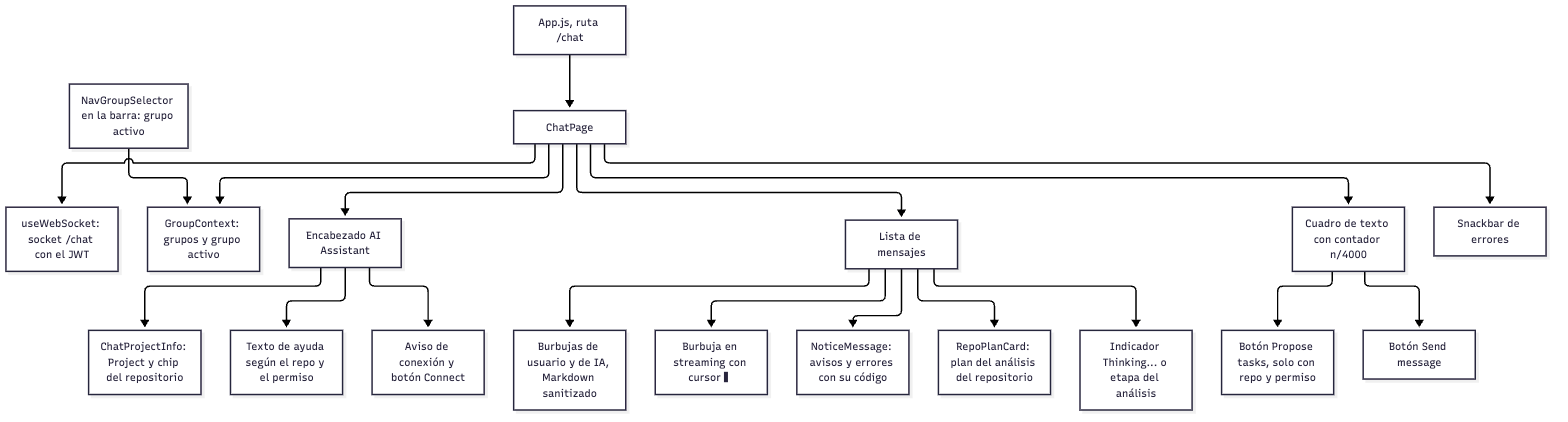 App.js, ruta
/chat
NavGroupSelector
en la barra: grupo
activo
ChatPage
useWebSocket:
socket /chat
con el JWT
GroupContext:
grupos y grupo
activo
Encabezado AI
Assistant
Lista de
mensajes
Cuadro de texto
con contador
n/4000
Snackbar de
errores
ChatProjectInfo:
Project y chip
del repositorio
Texto de ayuda
según el repo y
el permiso
Aviso de
conexión y
botón Connect
Burbujas de
usuario y de IA,
Markdown
sanitizado
Burbuja en
streaming con
cursor ▋
NoticeMessage:
avisos y errores
con su código
RepoPlanCard:
plan del análisis
del repositorio
Indicador
Thinking... o
etapa del
análisis
Botón Propose
tasks, solo con
repo y permiso
Botón Send
message